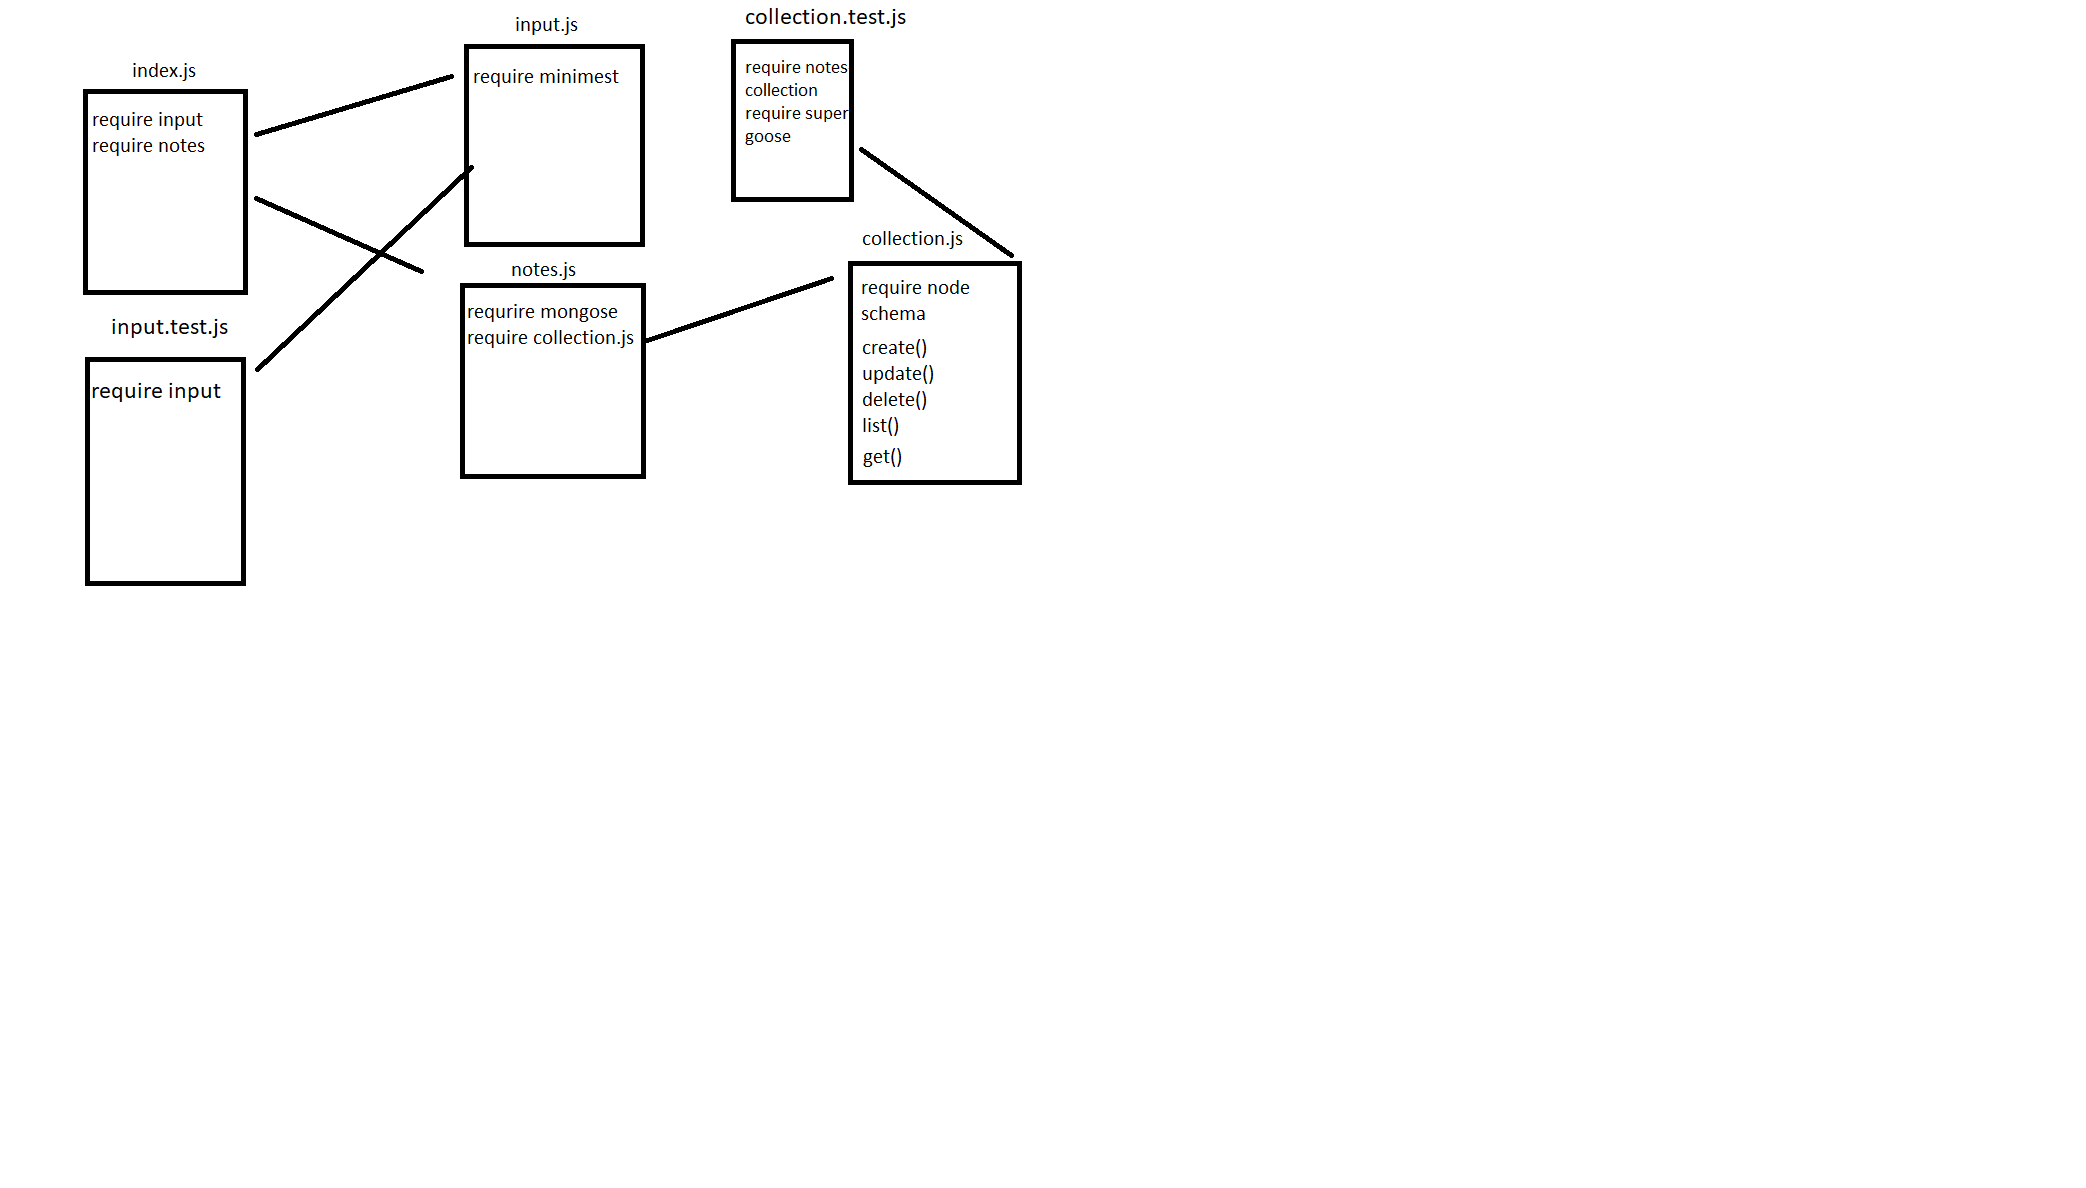 index.js
require input
require notes
input.test.js
require input
input.js
require minimest
notes.js
requrire mongose
require collection.js
collection.test.js
require notes
collection
require super
goose
collection.js
require node
schema
create()
update()
delete()
list()
get()